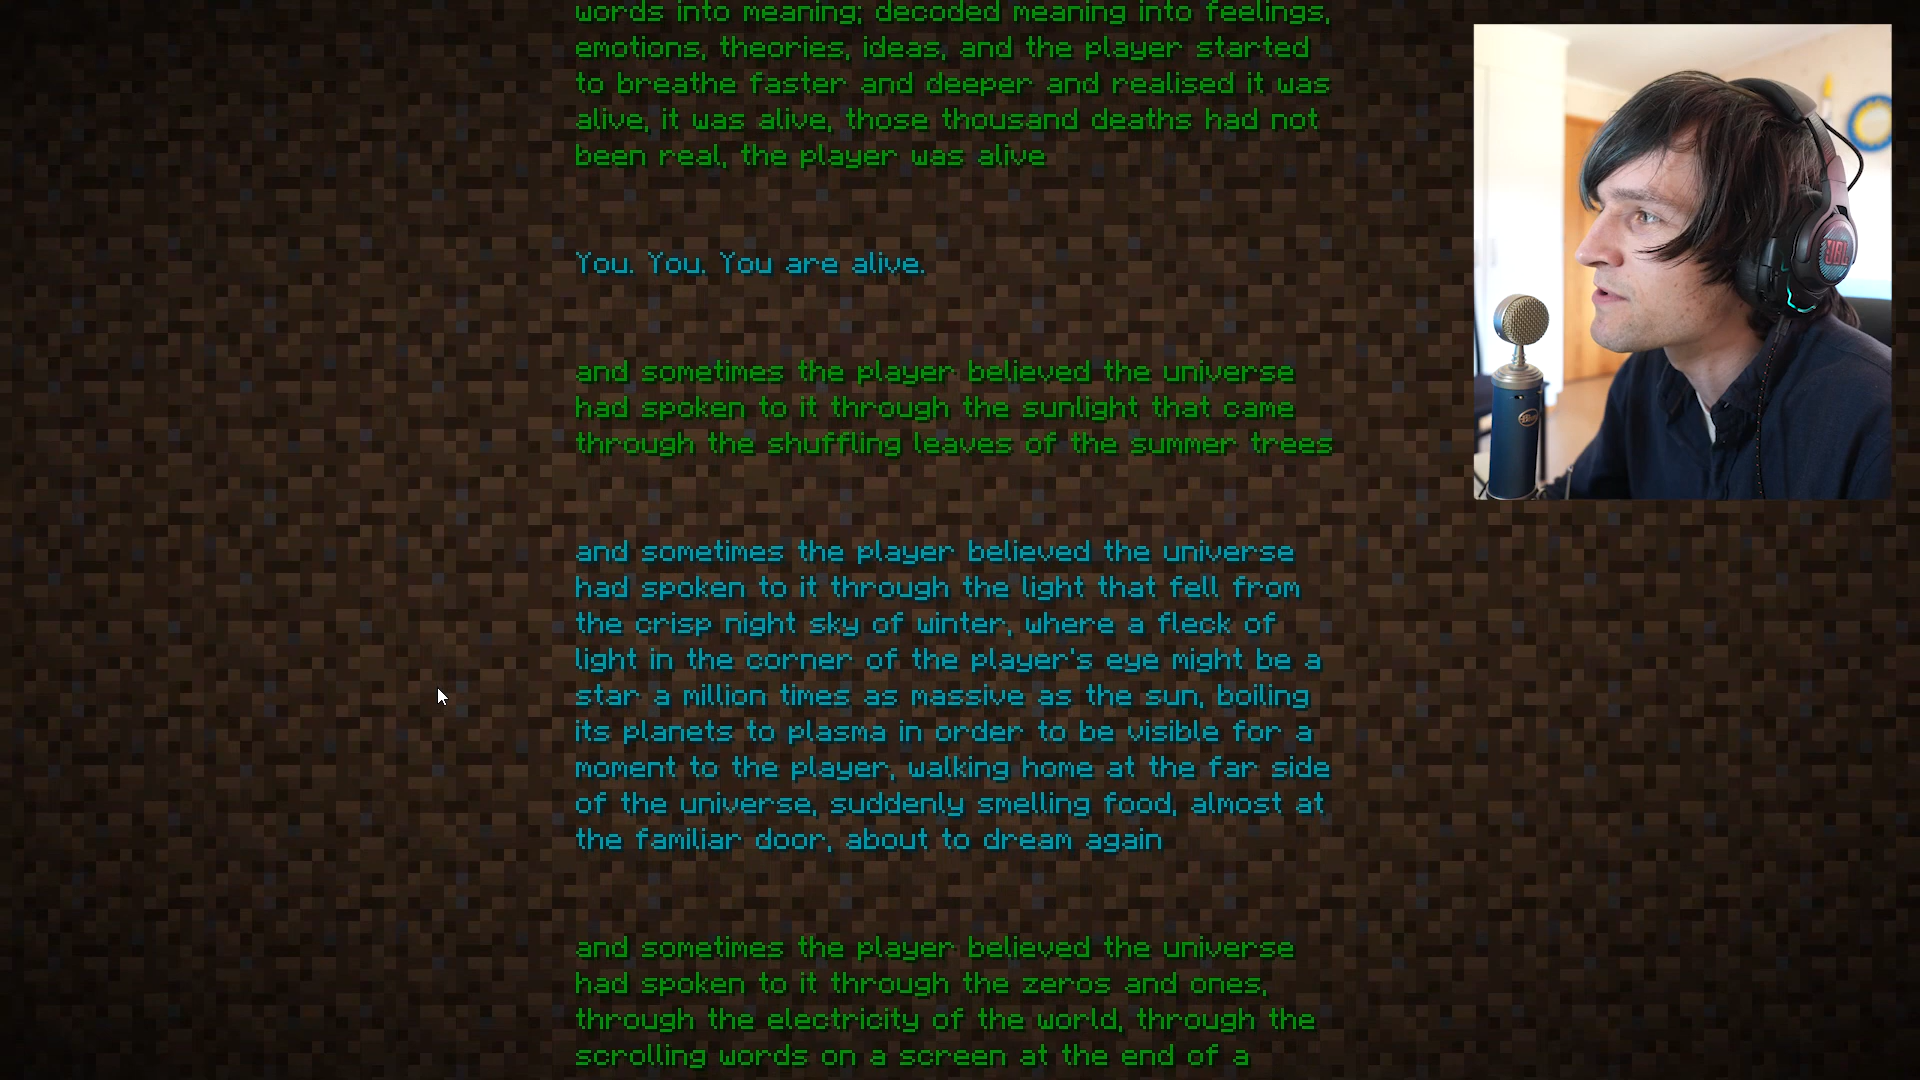 words into meaning; decoded meaning into feelings,
emotions, theories, ideas, and the player started
to breathe faster and deeper and realised it was
alive, it was alive, those thousand deaths had not
been real, the player was alive
You. You. You are alive.
and sometimes the player believed the universe
had spoken to it through the sunlight that came
through the shuffling leaves of the summer trees
and sometimes the player believed the universe
had spoken to it through the light that fell from
the crisp night sky of winter, where a fleck of
light in the corner of the player's eye might be a
star a million times as massive as the sun, boiling
its planets to plasma in order to be visible for a
moment to the player, walking home at the far side
of the universe, suddenly smelling food, almost at
the familiar door, about to dream again
and sometimes the player believed the universe
had spoken to it through the zeros and ones,
through the electricity of the world, through the
scrolling words on a screen at the end of a
JBL